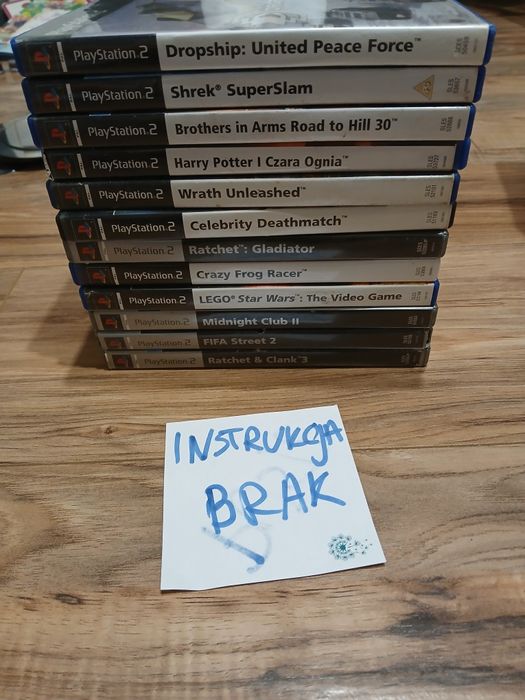 PlayStation 2 Dropship: United Peace Force™
PlayStation 2 Shrek® SuperSlam
PlayStation 2 Brothers in Arms Road to Hill 30™
PlayStation 2 Harry Potter I Czara Ognia™
PlayStation 2 Wrath Unleashed™
PlayStation 2 Celebrity Deathmatch™
PlayStation 2 Ratchet™: Gladiator
PlayStation 2 Crazy Frog Racer™
PlayStation 2 LEGO® Star Wars™: The Video Game
PlayStation 2 Midnight Club II
PlayStation 2 FIFA Street 2
PlayStation 2 Ratchet & Clank™3
INSTRUKCJA
BRAK